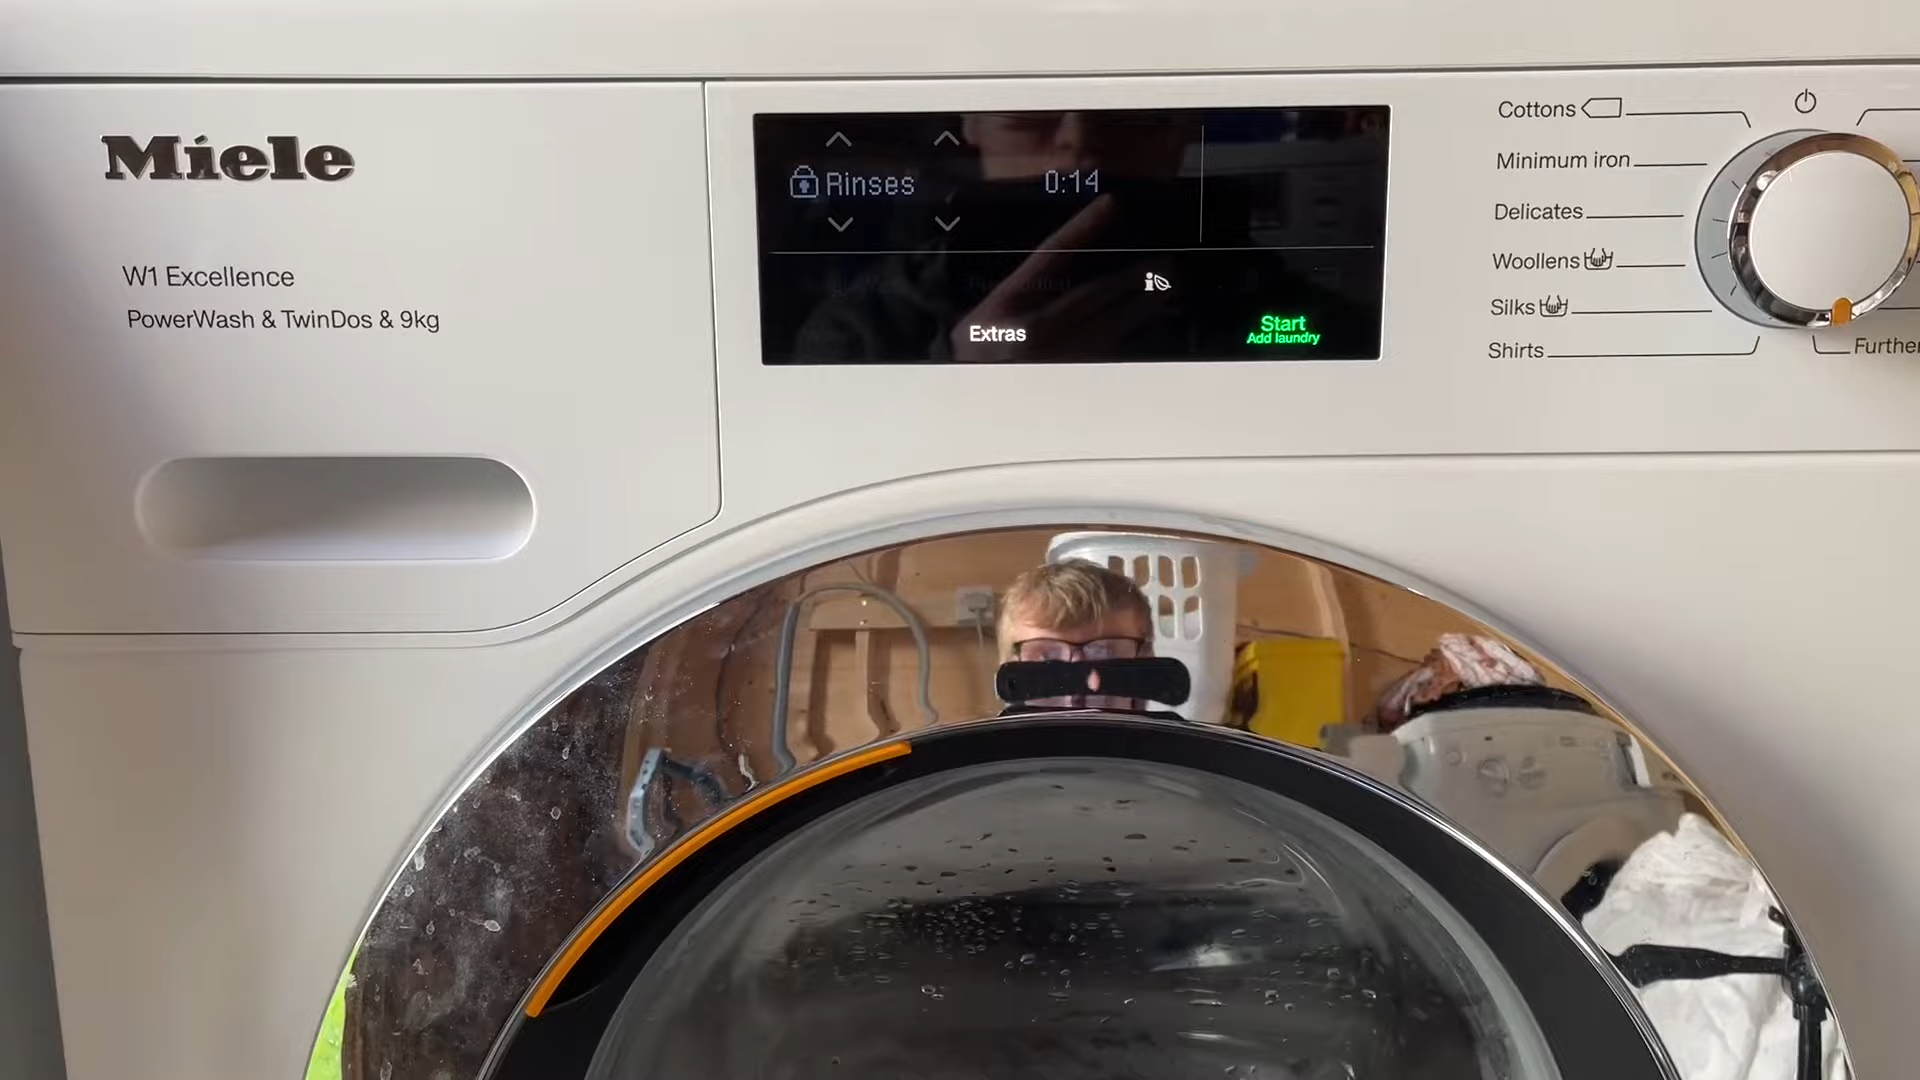 Miele
W1 Excellence
PowerWash & TwinDos & 9kg
Rinses 0:14
Extras
Start
Add laundry
Cottons
Minimum iron
Delicates
Woollens
Silks
Shirts
Further